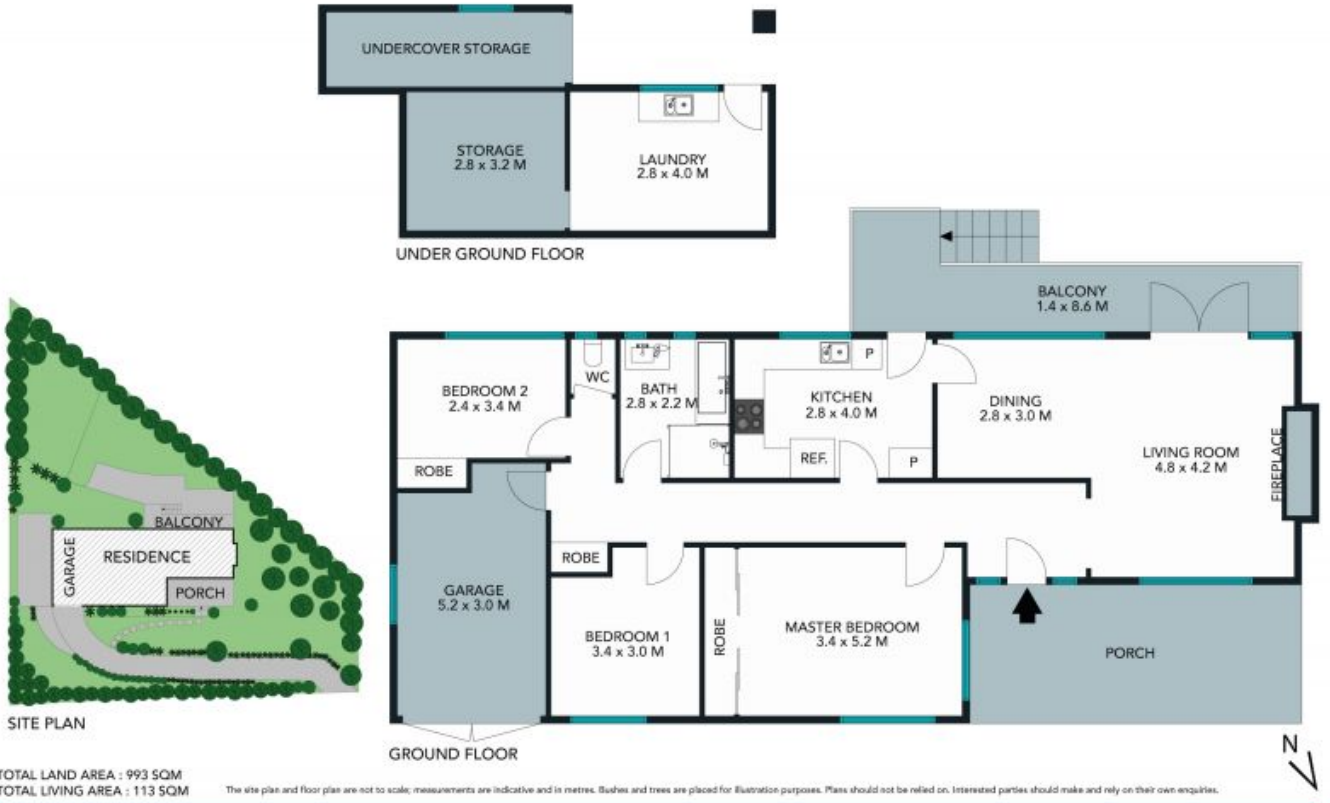 UNDERCOVER STORAGE
STORAGE
2.8 x 3.2 M
LAUNDRY
2.8 x 4.0 M
UNDER GROUND FLOOR
BALCONY
1.4 x 8.6 M
BEDROOM 2
2.4 x 3.4 M
WC
BATH
2.8 x 2.2 M
P
KITCHEN
2.8 x 4.0 M
DINING
2.8 x 3.0 M
LIVING ROOM
4.8 x 4.2 M
FIREPLACE
ROBE
REF.
P
ROBE
GARAGE
5.2 x 3.0 M
BEDROOM 1
3.4 x 3.0 M
ROBE
MASTER BEDROOM
3.4 x 5.2 M
PORCH
GROUND FLOOR
BALCONY
GARAGE
RESIDENCE
PORCH
SITE PLAN
N
TOTAL LAND AREA : 993 SQM
TOTAL LIVING AREA : 113 SQM
The site plan and floor plan are not to scale; measurements are indicative and in metres. Bushes and trees are placed for illustration purposes. Plans should not be relied on. Interested parties should make and rely on their own enquiries.